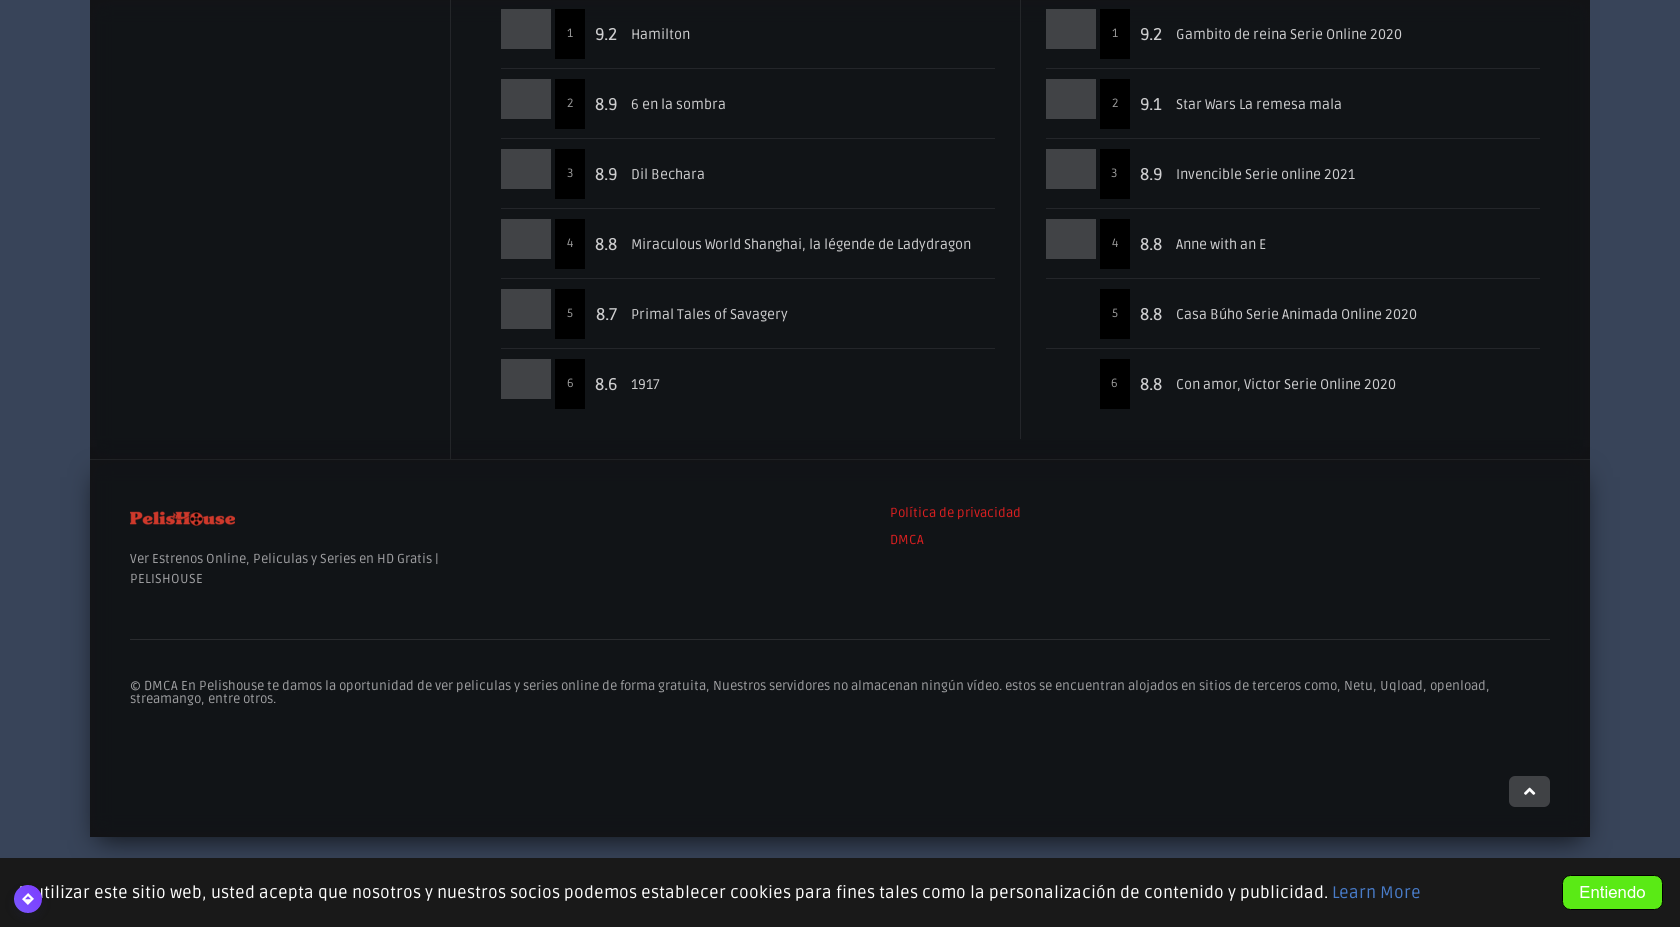 1 9.2 Hamilton
2 8.9 6 en la sombra
3 8.9 Dil Bechara
4 8.8 Miraculous World Shanghai, la légende de Ladydragon
5 8.7 Primal Tales of Savagery
6 8.6 1917
1 9.2 Gambito de reina Serie Online 2020
2 9.1 Star Wars La remesa mala
3 8.9 Invencible Serie online 2021
4 8.8 Anne with an E
5 8.8 Casa Búho Serie Animada Online 2020
6 8.8 Con amor, Victor Serie Online 2020
PelisHouse
Ver Estrenos Online, Peliculas y Series en HD Gratis |
PELISHOUSE
Política de privacidad
DMCA
© DMCA En Pelishouse te damos la oportunidad de ver peliculas y series online de forma gratuita, Nuestros servidores no almacenan ningún vídeo. estos se encuentran alojados en sitios de terceros como, Netu, Uqload, openload,
streamango, entre otros.
utilizar este sitio web, usted acepta que nosotros y nuestros socios podemos establecer cookies para fines tales como la personalización de contenido y publicidad. Learn More
Entiendo